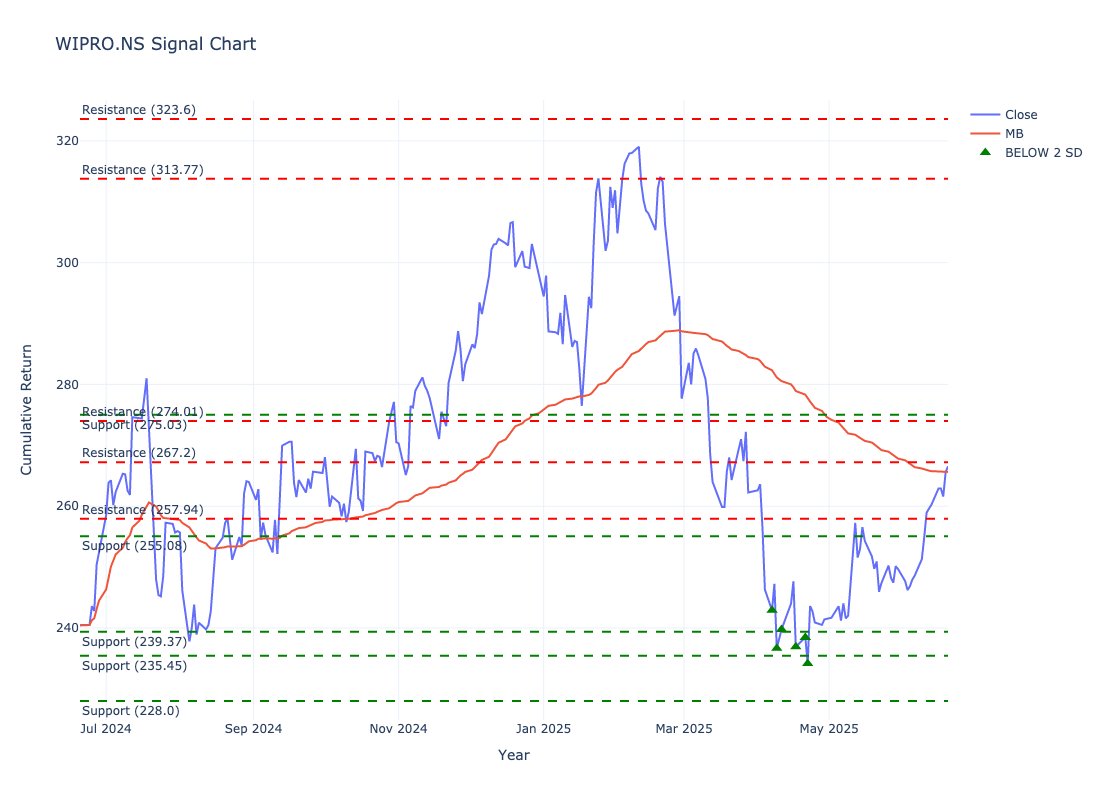 WIPRO.NS Signal Chart
Resistance (323.6)
Close
MB
BELOW 2 SD
320
Resistance (313.77)
300
280
Resistance (274.01)
Support (275.03)
Resistance (267.2)
260
Resistance (257.94)
Support (255.08)
240
Support (239.37)
Support (235.45)
Support (228.0)
Cumulative Return
Jul 2024
Sep 2024
Nov 2024
Jan 2025
Mar 2025
May 2025
Year